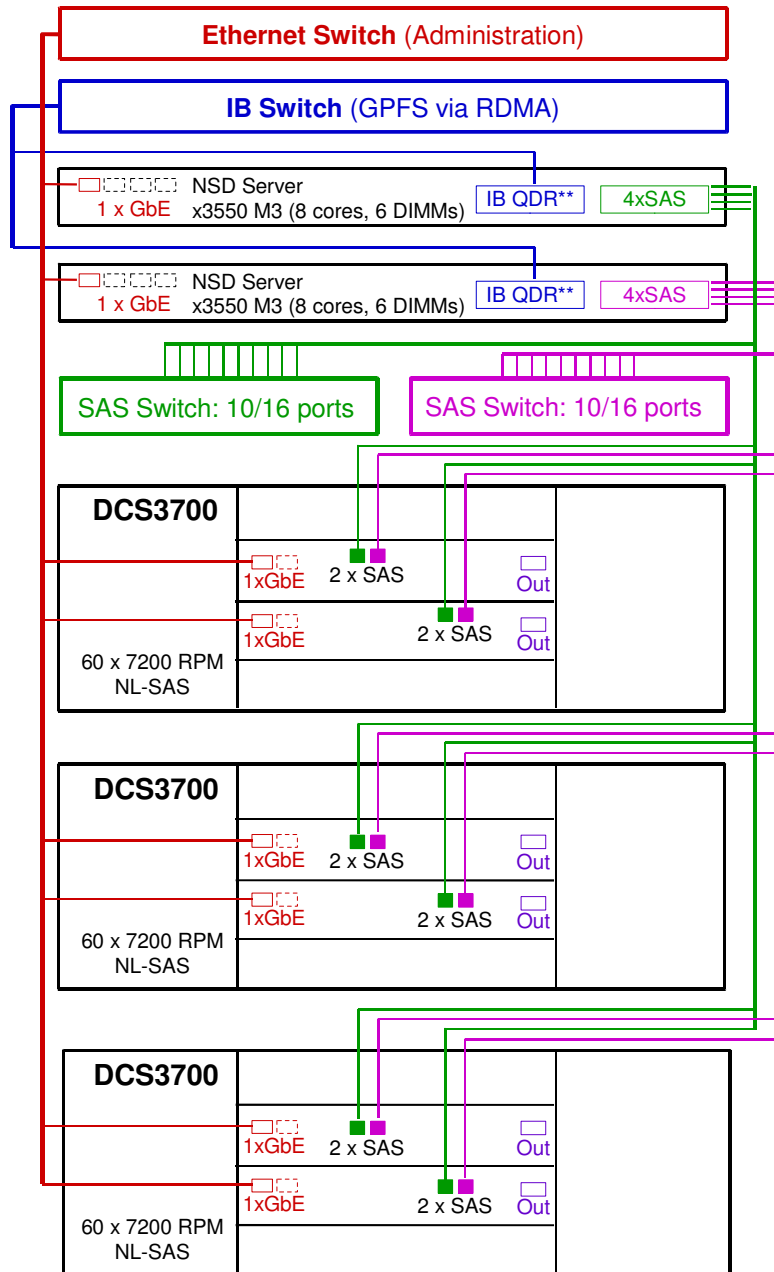 Ethernet Switch (Administration)
IB Switch (GPFS via RDMA)
NSD Server
1 x GbE
x3550 M3 (8 cores, 6 DIMMs)
IB QDR**
4xSAS
NSD Server
1 x GbE
x3550 M3 (8 cores, 6 DIMMs)
IB QDR**
4xSAS
SAS Switch: 10/16 ports
SAS Switch: 10/16 ports
DCS3700
1xGbE
2 x SAS
Out
1xGbE
2 x SAS
Out
60 x 7200 RPM
NL-SAS
DCS3700
1xGbE
2 x SAS
Out
1xGbE
2 x SAS
Out
60 x 7200 RPM
NL-SAS
DCS3700
1xGbE
2 x SAS
Out
1xGbE
2 x SAS
Out
60 x 7200 RPM
NL-SAS